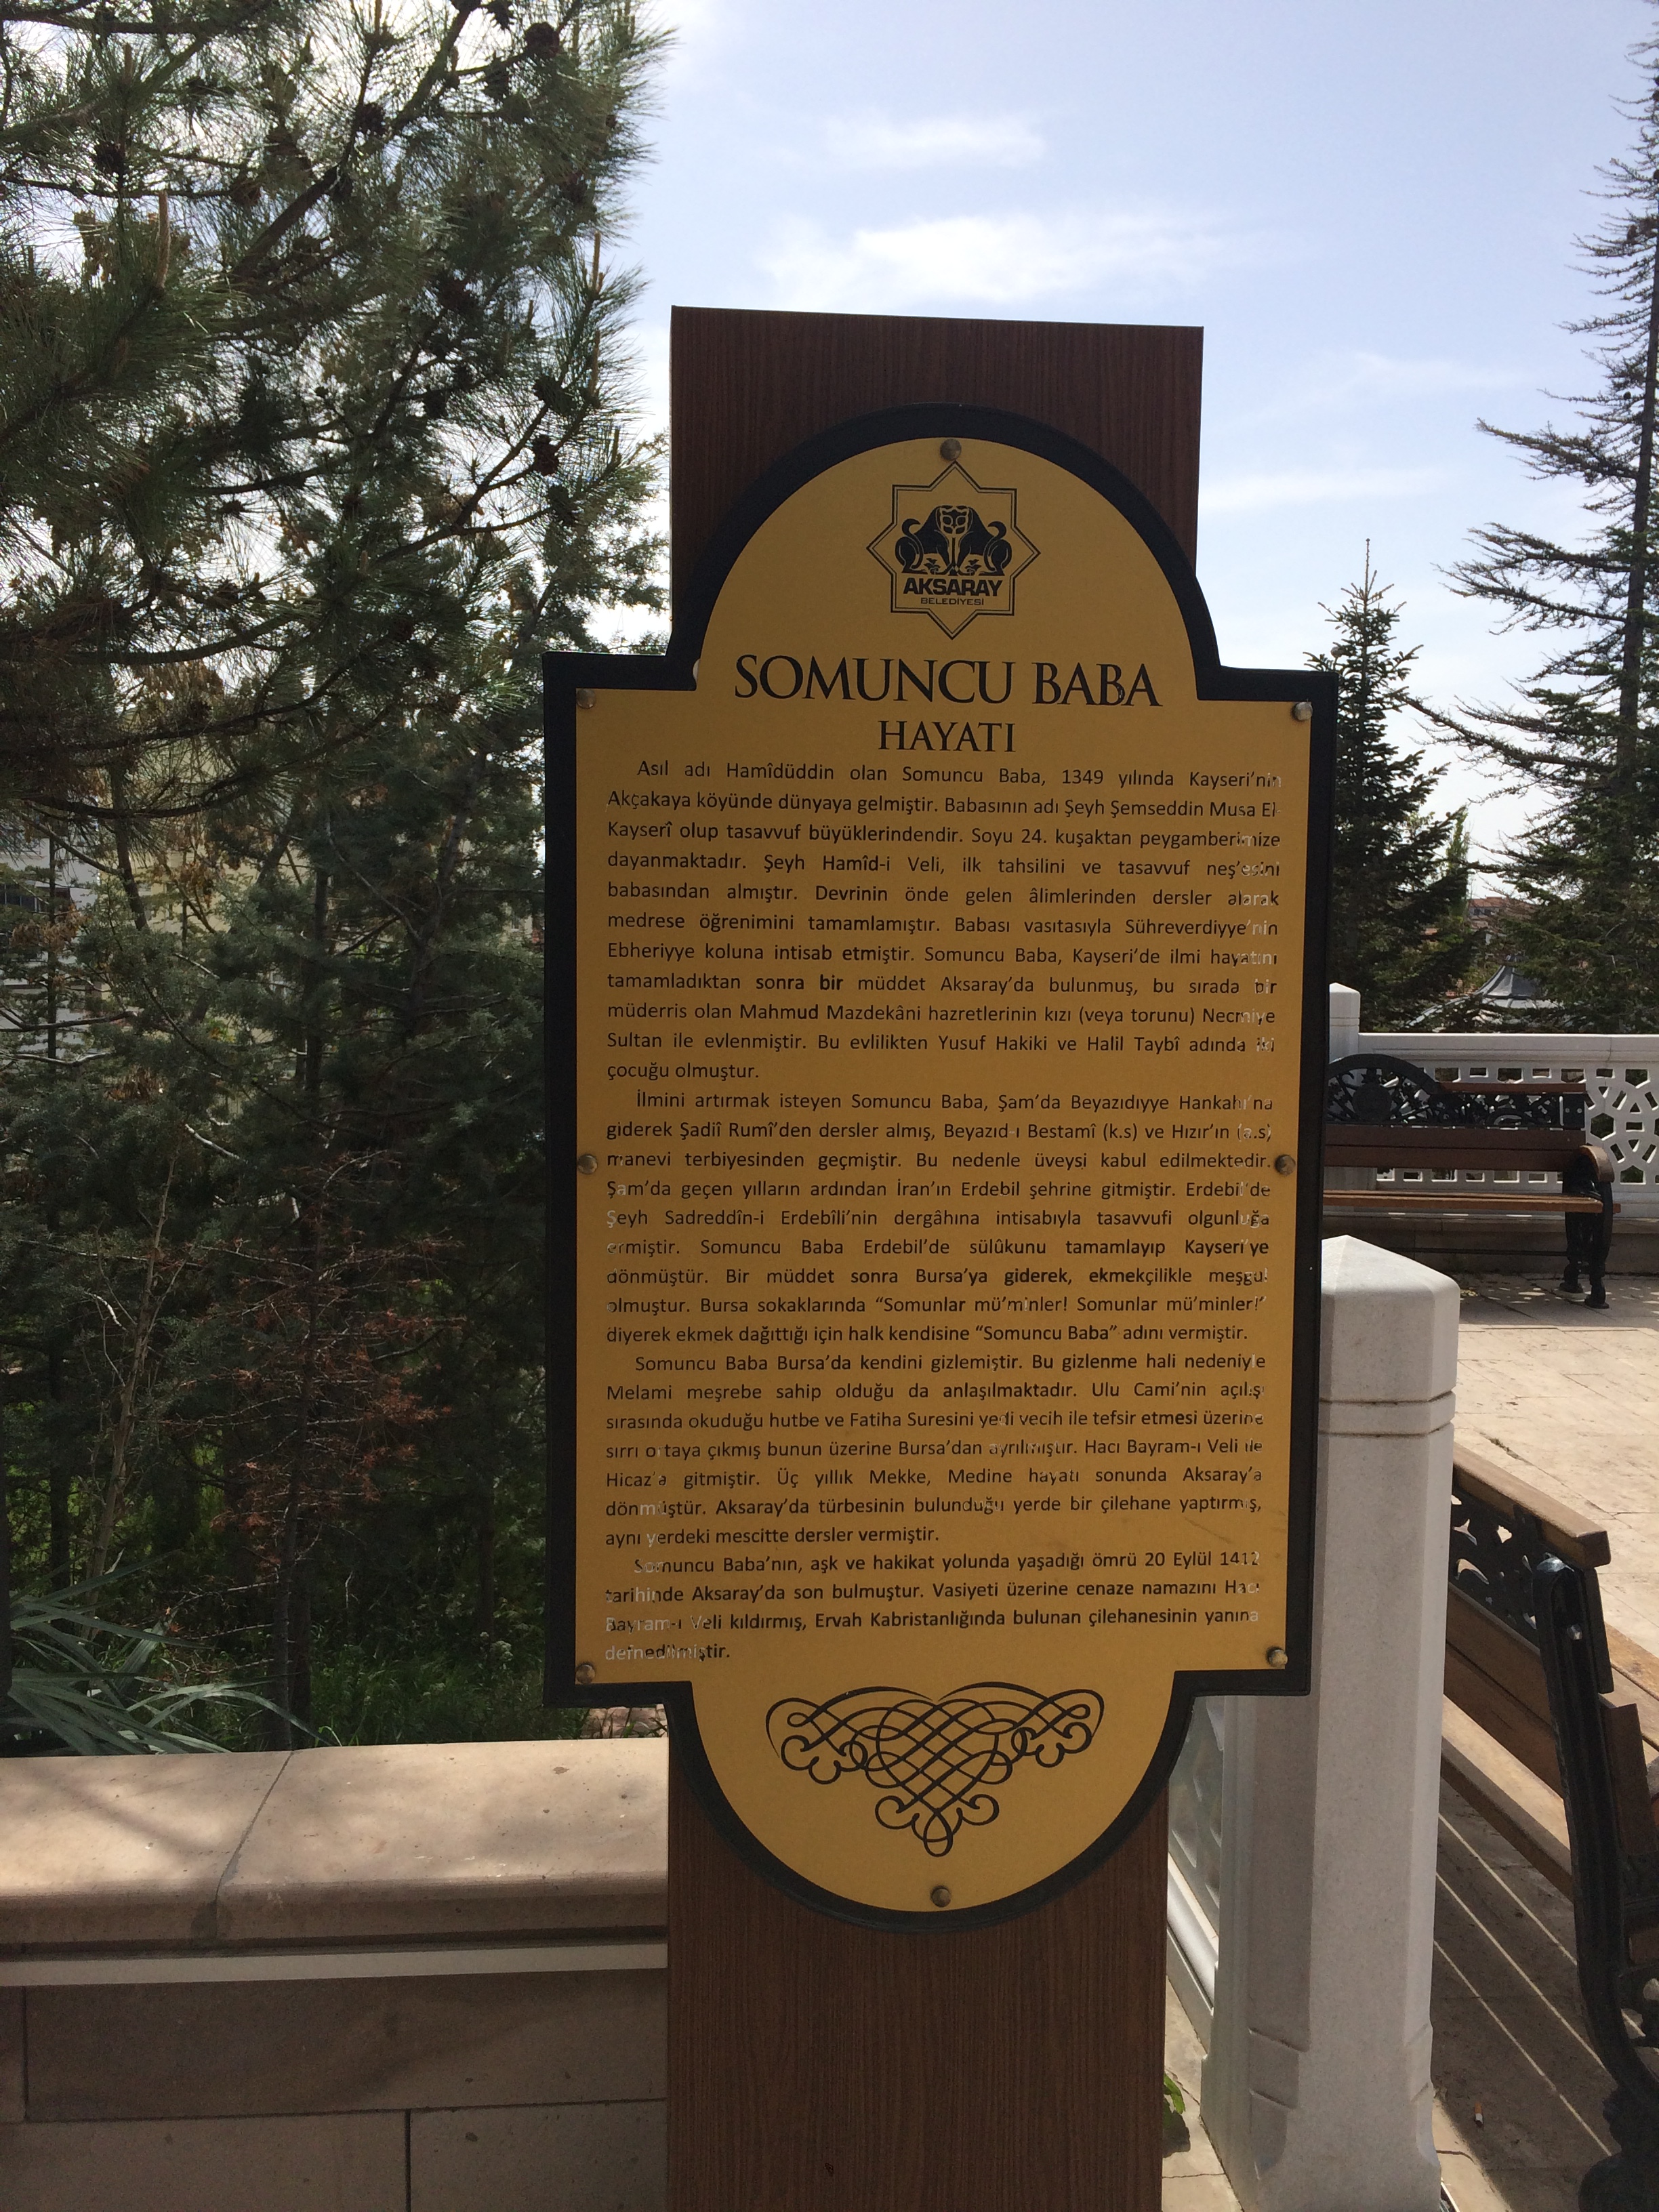 AKSARAY
BELEDİYESİ
SOMUNCU BABA
HAYATI
Asıl adı Hamîdüddin olan Somuncu Baba, 1349 yılında Kayseri'nin
Akçakaya köyünde dünyaya gelmiştir. Babasının adı Şeyh Şemseddin Musa El-
Kayserî olup tasavvuf büyüklerindendir. Soyu 24. kuşaktan peygamberimize
dayanmaktadır. Şeyh Hamîd-i Veli, ilk tahsilini ve tasavvuf neş'esini
babasından almıştır. Devrinin önde gelen âlimlerinden dersler alarak
medrese öğrenimini tamamlamıştır. Babası vasıtasıyla Sühreverdiyye'nin
Ebheriyye koluna intisab etmiştir. Somuncu Baba, Kayseri'de ilmi hayatını
tamamladıktan sonra bir müddet Aksaray'da bulunmuş, bu sırada bir
müderris olan Mahmud Mazdekâni hazretlerinin kızı (veya torunu) Necmiye
Sultan ile evlenmiştir. Bu evlilikten Yusuf Hakiki ve Halil Taybî adında iki
çocuğu olmuştur.
İlmini artırmak isteyen Somuncu Baba, Şam'da Beyazıdıyye Hankahı'na
giderek Şadiî Rumî'den dersler almış, Beyazıd-ı Bestamî (k.s) ve Hızır'ın (a.s)
manevi terbiyesinden geçmiştir. Bu nedenle üveysi kabul edilmektedir.
Şam'da geçen yılların ardından İran'ın Erdebil şehrine gitmiştir. Erdebil'de
Şeyh Sadreddîn-i Erdebîli'nin dergâhına intisabıyla tasavvufi olgunluğa
ermiştir. Somuncu Baba Erdebil'de sülûkunu tamamlayıp Kayseri'ye
dönmüştür. Bir müddet sonra Bursa'ya giderek, ekmekçilikle meşgul
olmuştur. Bursa sokaklarında "Somunlar mü'minler! Somunlar mü'minler!"
diyerek ekmek dağıttığı için halk kendisine "Somuncu Baba" adını vermiştir.
Somuncu Baba Bursa'da kendini gizlemiştir. Bu gizlenme hali nedeniyle
Melami meşrebe sahip olduğu da anlaşılmaktadır. Ulu Cami'nin açılışı
sırasında okuduğu hutbe ve Fatiha Suresini yedi vecih ile tefsir etmesi üzerine
sırrı ortaya çıkmış bunun üzerine Bursa'dan ayrılmıştır. Hacı Bayram-ı Veli ile
Hicaz'a gitmiştir. Üç yıllık Mekke, Medine hayatı sonunda Aksaray'a
dönmüştür. Aksaray'da türbesinin bulunduğu yerde bir çilehane yaptırmış,
aynı yerdeki mescitte dersler vermiştir.
Somuncu Baba'nın, aşk ve hakikat yolunda yaşadığı ömrü 20 Eylül 1412
tarihinde Aksaray'da son bulmuştur. Vasiyeti üzerine cenaze namazını Hacı
Bayram-ı Veli kıldırmış, Ervah Kabristanlığında bulunan çilehanesinin yanına
defnedilmiştir.